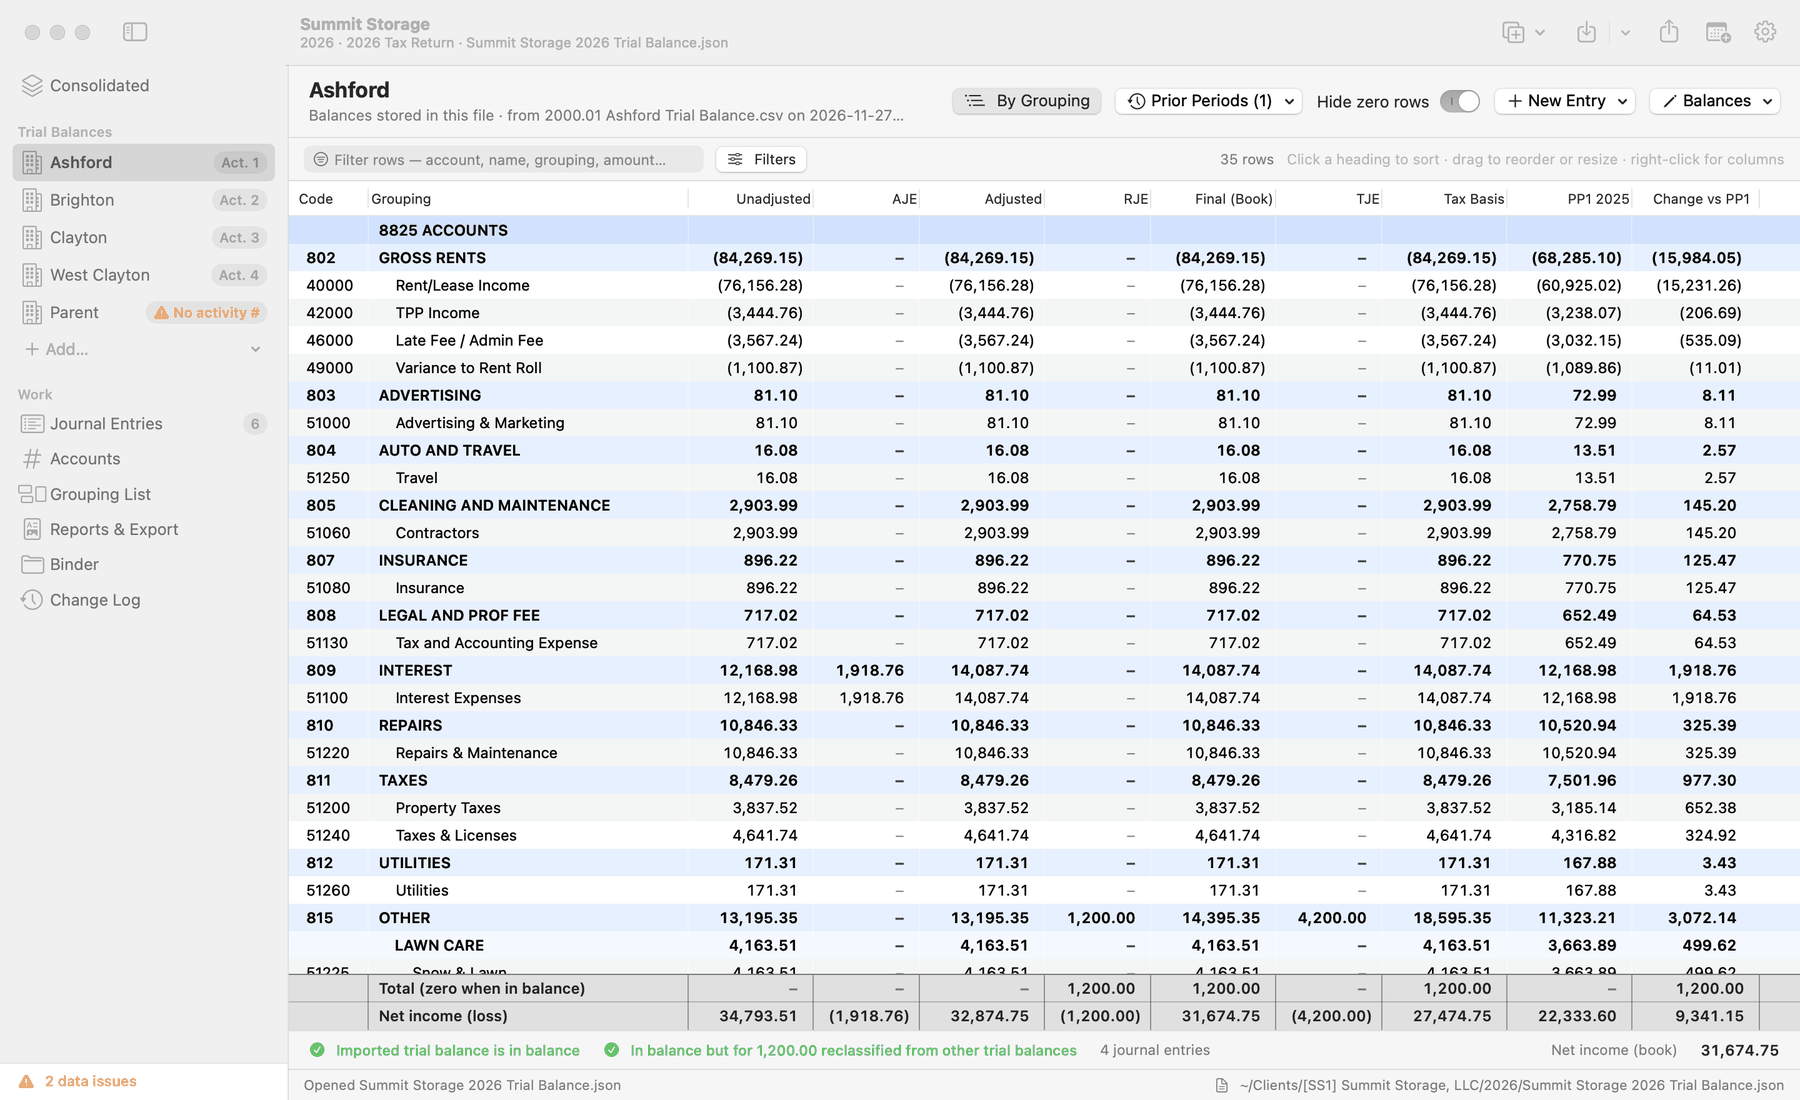 Summit Storage
2026 · 2026 Tax Return · Summit Storage 2026 Trial Balance.json
Consolidated
Trial Balances
Ashford Act. 1
Brighton Act. 2
Clayton Act. 3
West Clayton Act. 4
Parent No activity #
Add...
Work
Journal Entries 6
Accounts
Grouping List
Reports & Export
Binder
Change Log
2 data issues
Ashford
Balances stored in this file · from 2000.01 Ashford Trial Balance.csv on 2026-11-27...
By Grouping Prior Periods (1) Hide zero rows + New Entry Balances
Filter rows — account, name, grouping, amount... Filters 35 rows Click a heading to sort · drag to reorder or resize · right-click for columns
Code Grouping Unadjusted AJE Adjusted RJE Final (Book) TJE Tax Basis PP1 2025 Change vs PP1
8825 ACCOUNTS
802 GROSS RENTS (84,269.15) – (84,269.15) – (84,269.15) – (84,269.15) (68,285.10) (15,984.05)
40000 Rent/Lease Income (76,156.28) – (76,156.28) – (76,156.28) – (76,156.28) (60,925.02) (15,231.26)
42000 TPP Income (3,444.76) – (3,444.76) – (3,444.76) – (3,444.76) (3,238.07) (206.69)
46000 Late Fee / Admin Fee (3,567.24) – (3,567.24) – (3,567.24) – (3,567.24) (3,032.15) (535.09)
49000 Variance to Rent Roll (1,100.87) – (1,100.87) – (1,100.87) – (1,100.87) (1,089.86) (11.01)
803 ADVERTISING 81.10 – 81.10 – 81.10 – 81.10 72.99 8.11
51000 Advertising & Marketing 81.10 – 81.10 – 81.10 – 81.10 72.99 8.11
804 AUTO AND TRAVEL 16.08 – 16.08 – 16.08 – 16.08 13.51 2.57
51250 Travel 16.08 – 16.08 – 16.08 – 16.08 13.51 2.57
805 CLEANING AND MAINTENANCE 2,903.99 – 2,903.99 – 2,903.99 – 2,903.99 2,758.79 145.20
51060 Contractors 2,903.99 – 2,903.99 – 2,903.99 – 2,903.99 2,758.79 145.20
807 INSURANCE 896.22 – 896.22 – 896.22 – 896.22 770.75 125.47
51080 Insurance 896.22 – 896.22 – 896.22 – 896.22 770.75 125.47
808 LEGAL AND PROF FEE 717.02 – 717.02 – 717.02 – 717.02 652.49 64.53
51130 Tax and Accounting Expense 717.02 – 717.02 – 717.02 – 717.02 652.49 64.53
809 INTEREST 12,168.98 1,918.76 14,087.74 – 14,087.74 – 14,087.74 12,168.98 1,918.76
51100 Interest Expenses 12,168.98 1,918.76 14,087.74 – 14,087.74 – 14,087.74 12,168.98 1,918.76
810 REPAIRS 10,846.33 – 10,846.33 – 10,846.33 – 10,846.33 10,520.94 325.39
51220 Repairs & Maintenance 10,846.33 – 10,846.33 – 10,846.33 – 10,846.33 10,520.94 325.39
811 TAXES 8,479.26 – 8,479.26 – 8,479.26 – 8,479.26 7,501.96 977.30
51200 Property Taxes 3,837.52 – 3,837.52 – 3,837.52 – 3,837.52 3,185.14 652.38
51240 Taxes & Licenses 4,641.74 – 4,641.74 – 4,641.74 – 4,641.74 4,316.82 324.92
812 UTILITIES 171.31 – 171.31 – 171.31 – 171.31 167.88 3.43
51260 Utilities 171.31 – 171.31 – 171.31 – 171.31 167.88 3.43
815 OTHER 13,195.35 – 13,195.35 1,200.00 14,395.35 4,200.00 18,595.35 11,323.21 3,072.14
LAWN CARE 4,163.51 – 4,163.51 – 4,163.51 – 4,163.51 3,663.89 499.62
51225 Snow & Lawn 4,163.51 – 4,163.51 – 4,163.51 – 4,163.51 3,663.89 499.62
Total (zero when in balance) – – – 1,200.00 1,200.00 – 1,200.00 – 1,200.00
Net income (loss) 34,793.51 (1,918.76) 32,874.75 (1,200.00) 31,674.75 (4,200.00) 27,474.75 22,333.60 9,341.15
Imported trial balance is in balance In balance but for 1,200.00 reclassified from other trial balances 4 journal entries Net income (book) 31,674.75
Opened Summit Storage 2026 Trial Balance.json ~/Clients/[SS1] Summit Storage, LLC/2026/Summit Storage 2026 Trial Balance.json